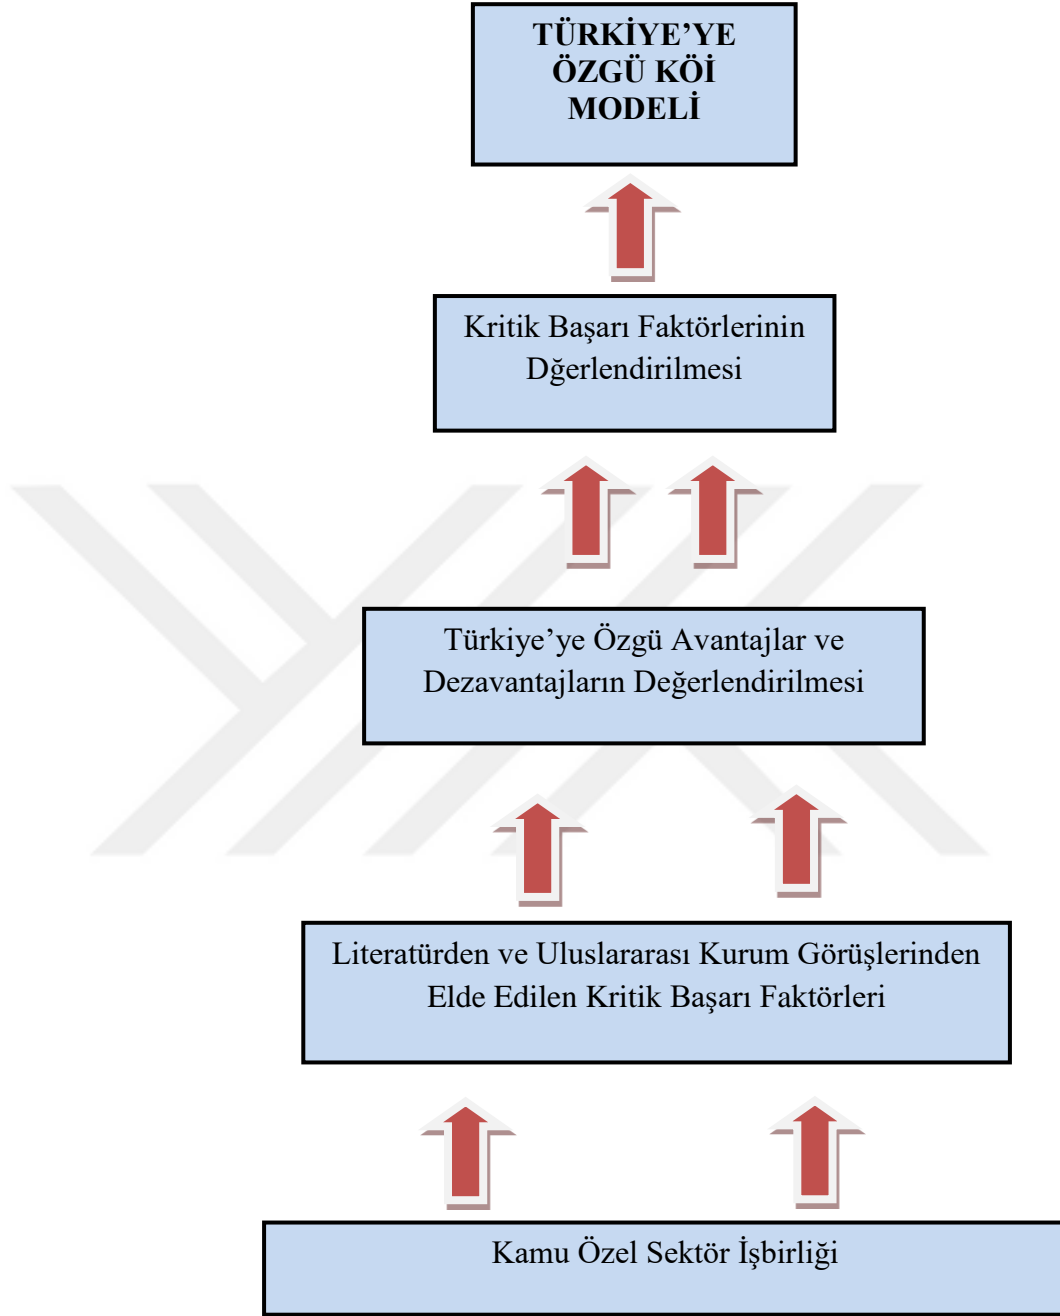 TÜRKİYE’YE
ÖZGÜ KÖİ
MODELİ
Kritik Başarı Faktörlerinin
Dğerlendirilmesi
Türkiye’ye Özgü Avantajlar ve
Dezavantajların Değerlendirilmesi
Literatürden ve Uluslararası Kurum Görüşlerinden
Elde Edilen Kritik Başarı Faktörleri
Kamu Özel Sektör İşbirliği